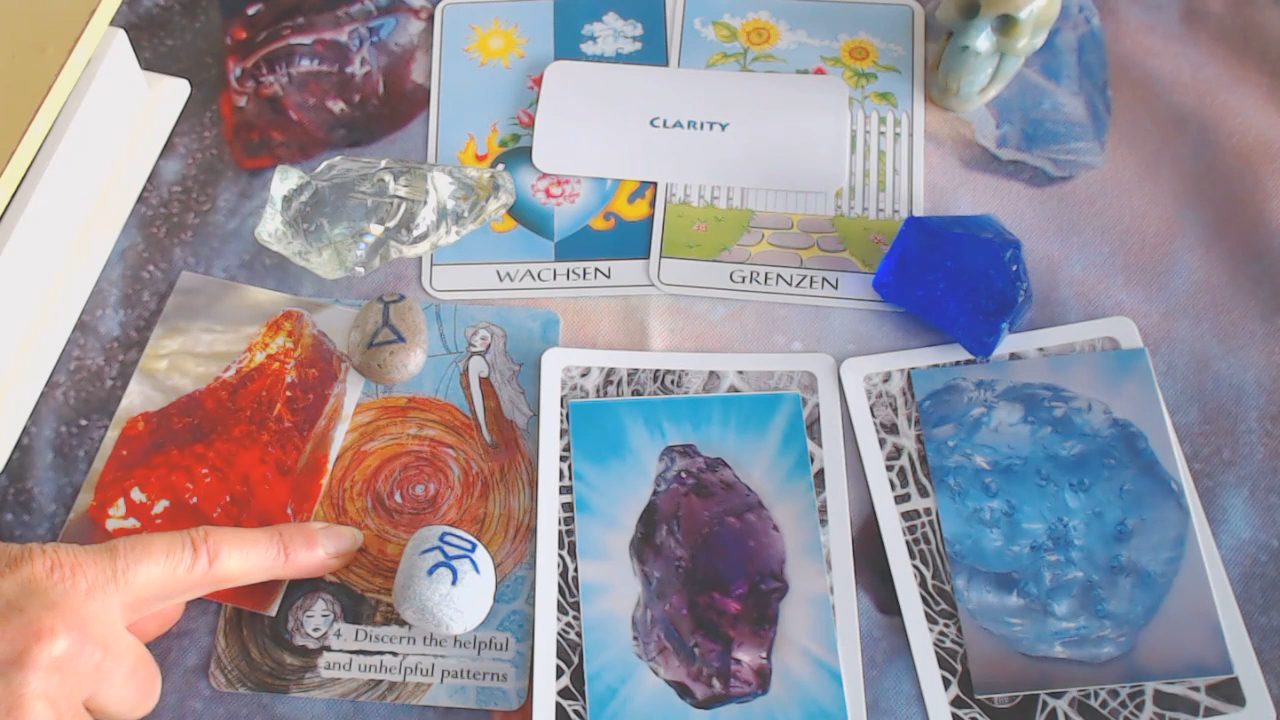 CLARITY
WACHSEN
GRENZEN
4. Discern the helpful
and unhelpful patterns